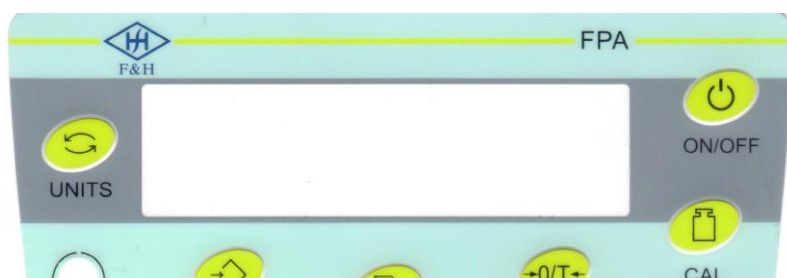 FPA
F&H
ON/OFF
UNITS
→0/T←
CAL